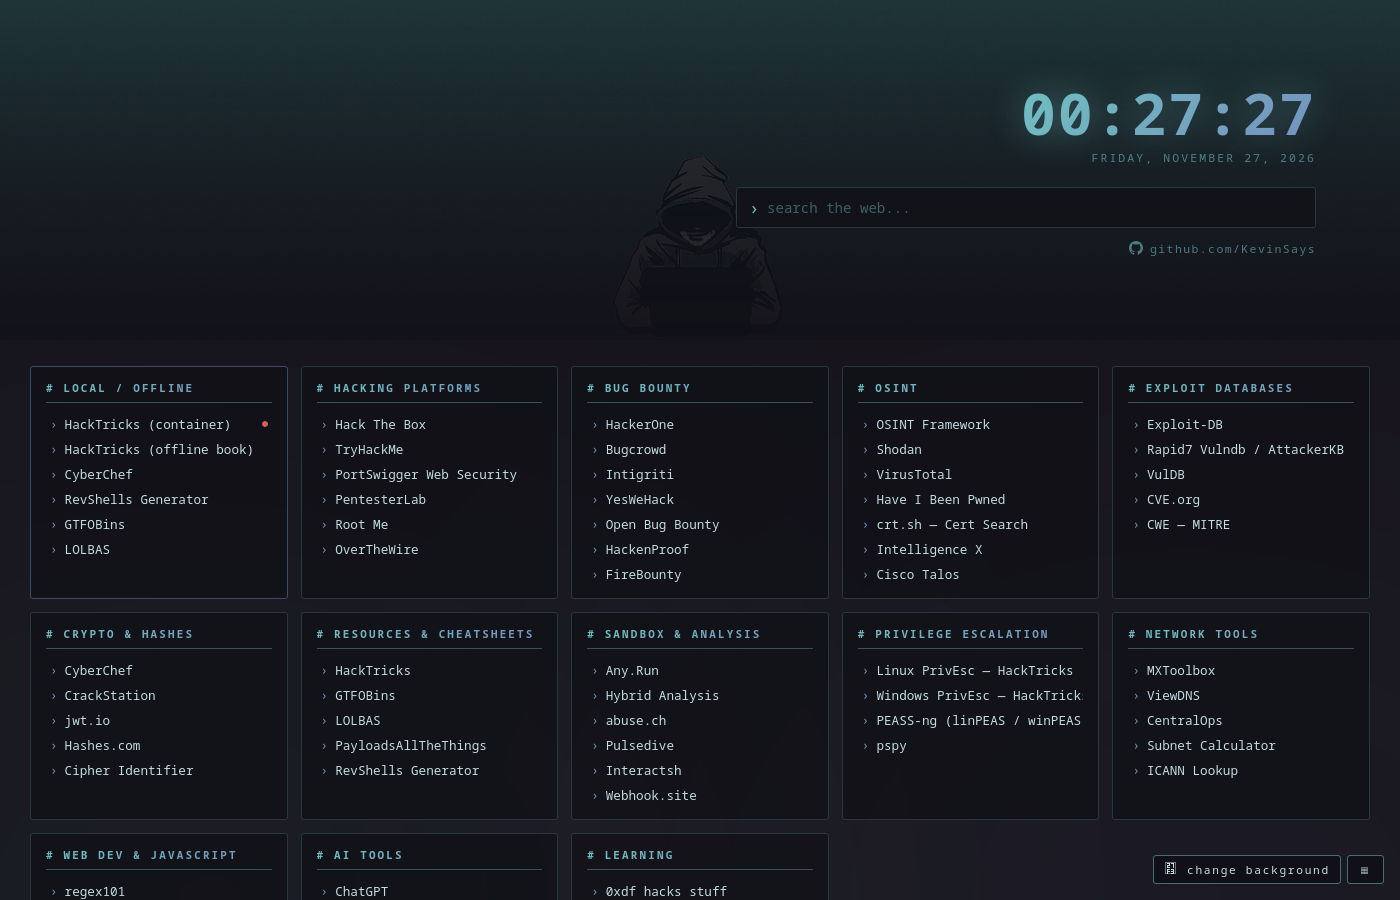 00:27:27
FRIDAY, NOVEMBER 27, 2026
❯ search the web...
github.com/KevinSays
# LOCAL / OFFLINE
› HackTricks (container)
› HackTricks (offline book)
› CyberChef
› RevShells Generator
› GTFOBins
› LOLBAS
# HACKING PLATFORMS
› Hack The Box
› TryHackMe
› PortSwigger Web Security
› PentesterLab
› Root Me
› OverTheWire
# BUG BOUNTY
› HackerOne
› Bugcrowd
› Intigriti
› YesWeHack
› Open Bug Bounty
› HackenProof
› FireBounty
# OSINT
› OSINT Framework
› Shodan
› VirusTotal
› Have I Been Pwned
› crt.sh — Cert Search
› Intelligence X
› Cisco Talos
# EXPLOIT DATABASES
› Exploit-DB
› Rapid7 Vulndb / AttackerKB
› VulDB
› CVE.org
› CWE — MITRE
# CRYPTO & HASHES
› CyberChef
› CrackStation
› jwt.io
› Hashes.com
› Cipher Identifier
# RESOURCES & CHEATSHEETS
› HackTricks
› GTFOBins
› LOLBAS
› PayloadsAllTheThings
› RevShells Generator
# SANDBOX & ANALYSIS
› Any.Run
› Hybrid Analysis
› abuse.ch
› Pulsedive
› Interactsh
› Webhook.site
# PRIVILEGE ESCALATION
› Linux PrivEsc — HackTricks
› Windows PrivEsc — HackTricks
› PEASS-ng (linPEAS / winPEAS
› pspy
# NETWORK TOOLS
› MXToolbox
› ViewDNS
› CentralOps
› Subnet Calculator
› ICANN Lookup
# WEB DEV & JAVASCRIPT
› regex101
# AI TOOLS
› ChatGPT
# LEARNING
› 0xdf hacks stuff
change background